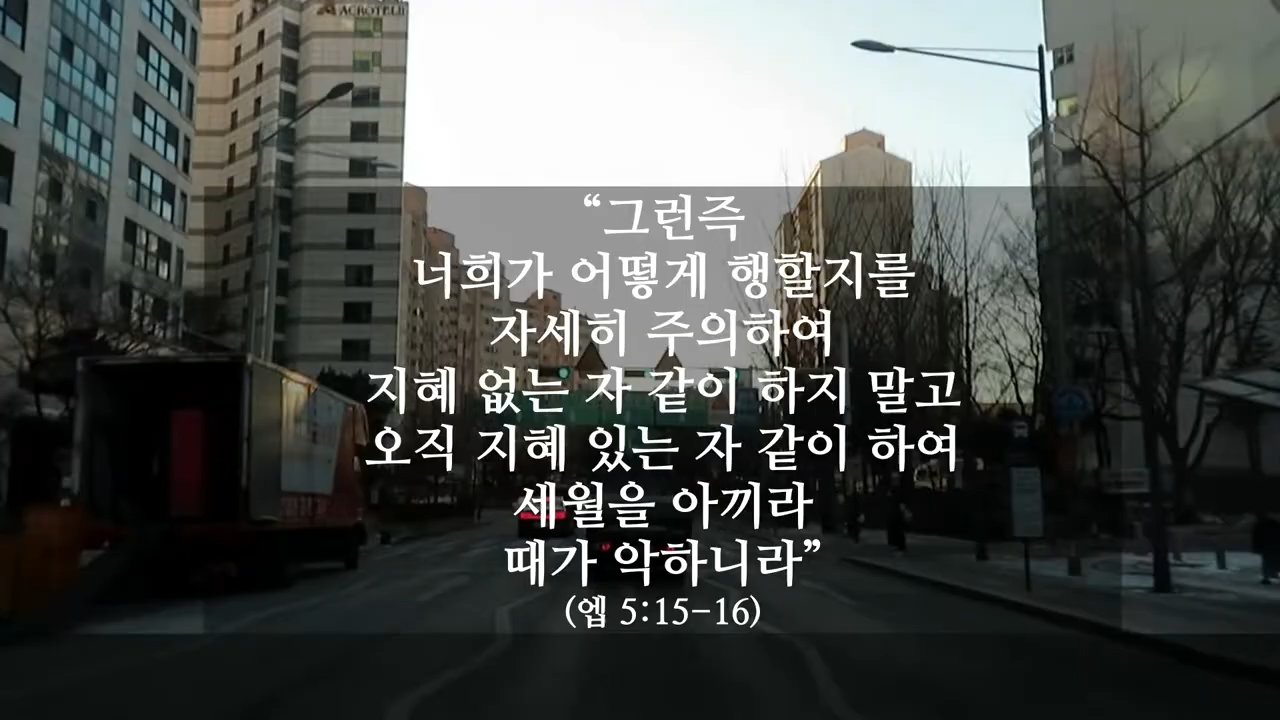 ACROTEL
“그런즉
너희가 어떻게 행할지를
자세히 주의하여
지혜 없는 자 같이 하지 말고
오직 지혜 있는 자 같이 하여
세월을 아끼라
때가 악하니라”
(엡 5:15-16)